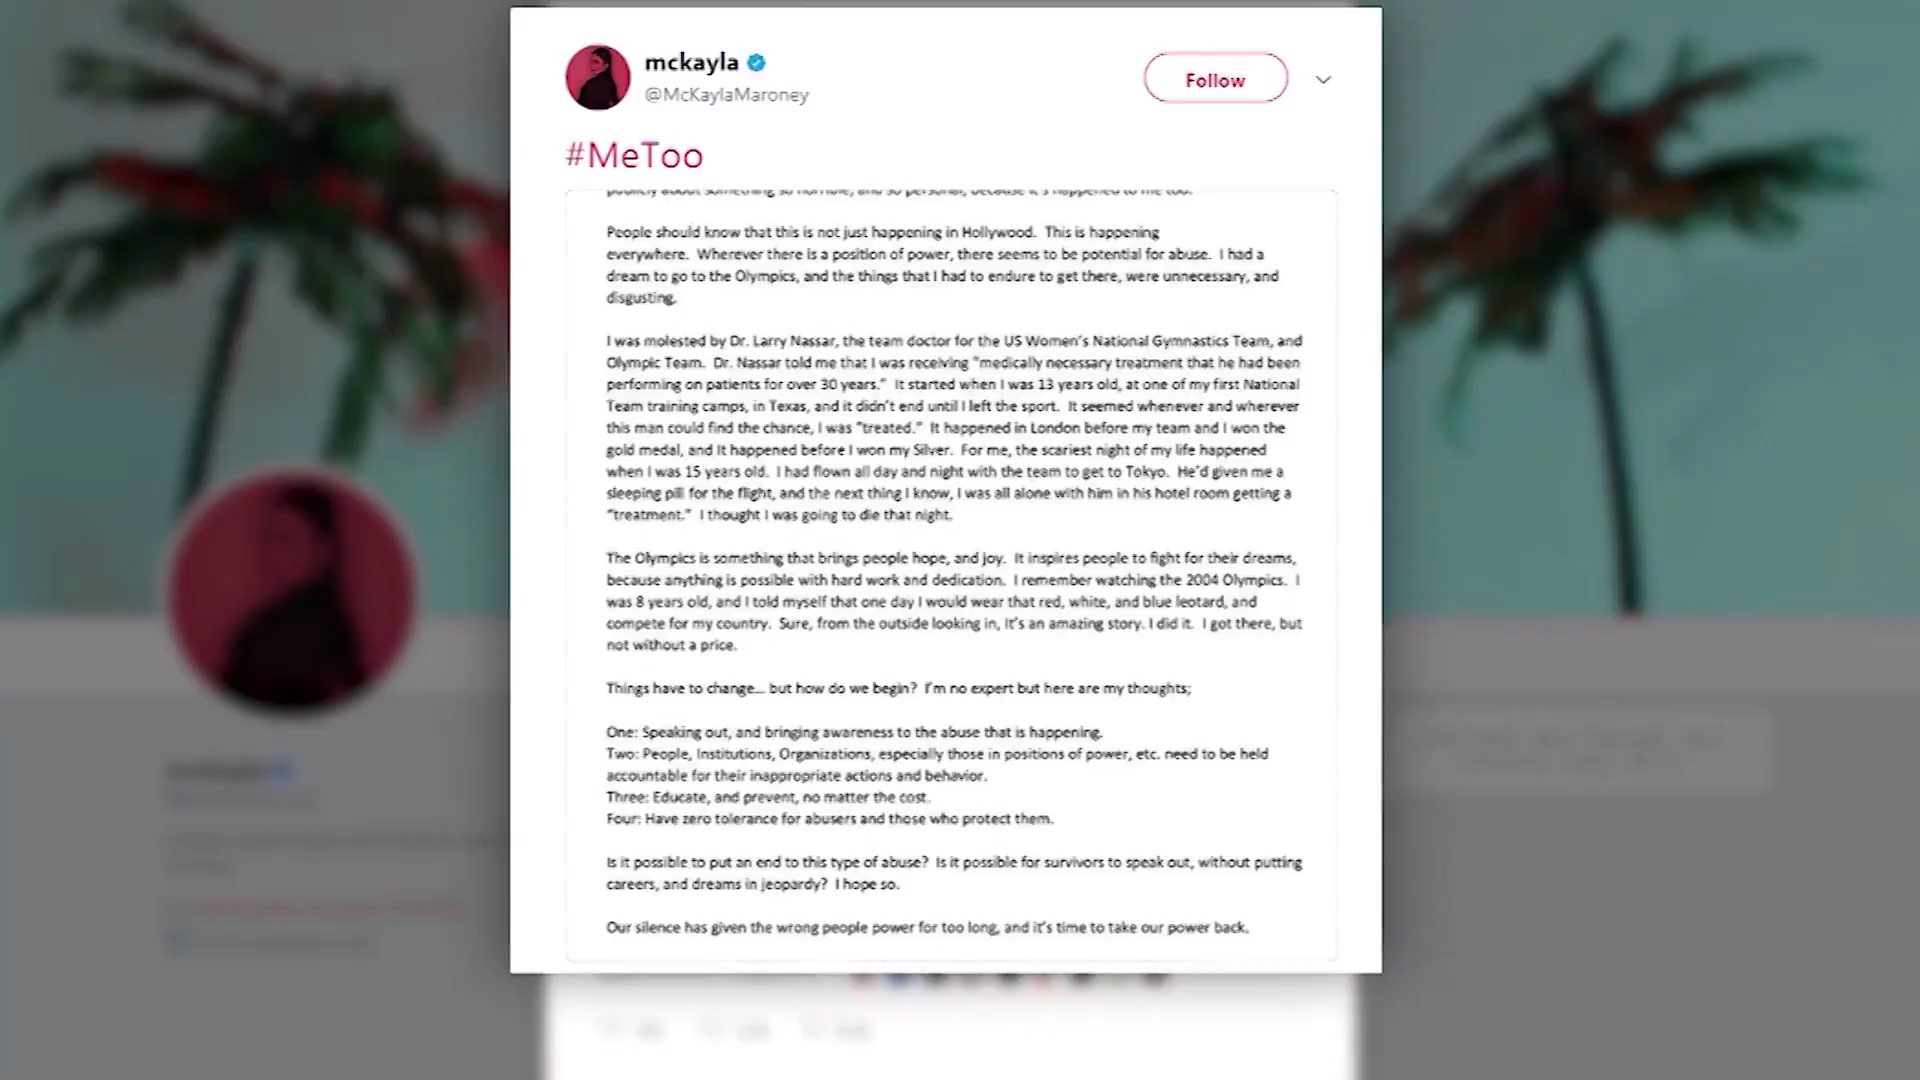 mckayla
@McKaylaMaroney
Follow
#MeToo
publicly about something so horrible, and so personal, because it's happened to me too.
People should know that this is not just happening in Hollywood. This is happening
everywhere. Wherever there is a position of power, there seems to be potential for abuse. I had a
dream to go to the Olympics, and the things that I had to endure to get there, were unnecessary, and
disgusting.
I was molested by Dr. Larry Nassar, the team doctor for the US Women's National Gymnastics Team, and
Olympic Team. Dr. Nassar told me that I was receiving "medically necessary treatment that he had been
performing on patients for over 30 years." It started when I was 13 years old, at one of my first National
Team training camps, in Texas, and it didn't end until I left the sport. It seemed whenever and wherever
this man could find the chance, I was "treated." It happened in London before my team and I won the
gold medal, and it happened before I won my Silver. For me, the scariest night of my life happened
when I was 15 years old. I had flown all day and night with the team to get to Tokyo. He'd given me a
sleeping pill for the flight, and the next thing I know, I was all alone with him in his hotel room getting a
"treatment." I thought I was going to die that night.
The Olympics is something that brings people hope, and joy. It inspires people to fight for their dreams,
because anything is possible with hard work and dedication. I remember watching the 2004 Olympics. I
was 8 years old, and I told myself that one day I would wear that red, white, and blue leotard, and
compete for my country. Sure, from the outside looking in, it's an amazing story. I did it. I got there, but
not without a price.
Things have to change... but how do we begin? I'm no expert but here are my thoughts;
One: Speaking out, and bringing awareness to the abuse that is happening.
Two: People, Institutions, Organizations, especially those in positions of power, etc. need to be held
accountable for their inappropriate actions and behavior.
Three: Educate, and prevent, no matter the cost.
Four: Have zero tolerance for abusers and those who protect them.
Is it possible to put an end to this type of abuse? Is it possible for survivors to speak out, without putting
careers, and dreams in jeopardy? I hope so.
Our silence has given the wrong people power for too long, and it's time to take our power back.